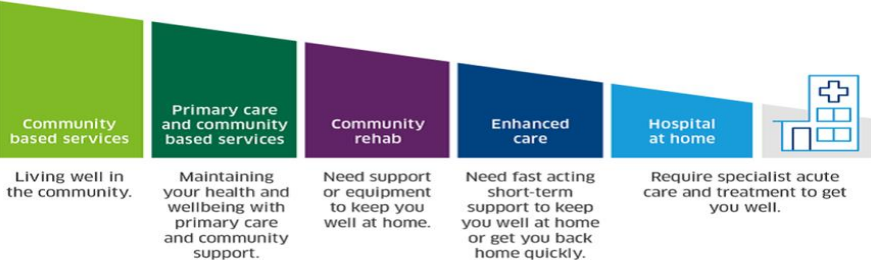 Community
based services
Primary care
and community
based services
Community
rehab
Enhanced
care
Hospital
at home
Living well in
the community.
Maintaining
your health and
wellbeing with
primary care
and community
support.
Need support
or equipment
to keep you
well at home.
Need fast acting
short-term
support to keep
you well at home
or get you back
home quickly.
Require specialist acute
care and treatment to get
you well.